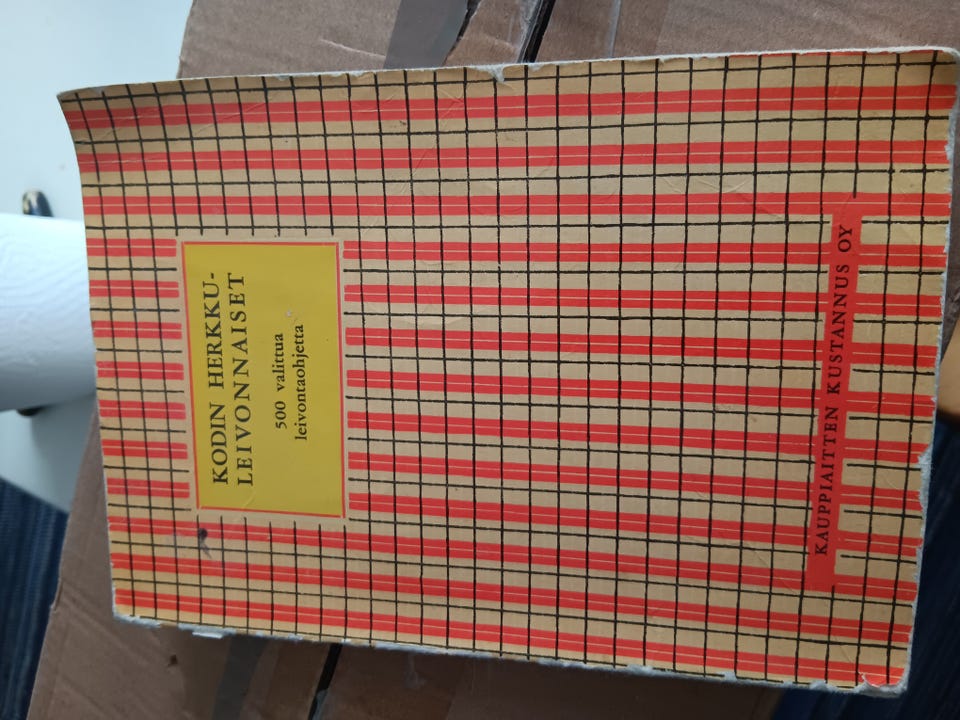 KODIN HERKKU-
LEIVONNAISET
500 valittua
leivontaohjetta
KAUPPIAITTEN KUSTANNUS OY